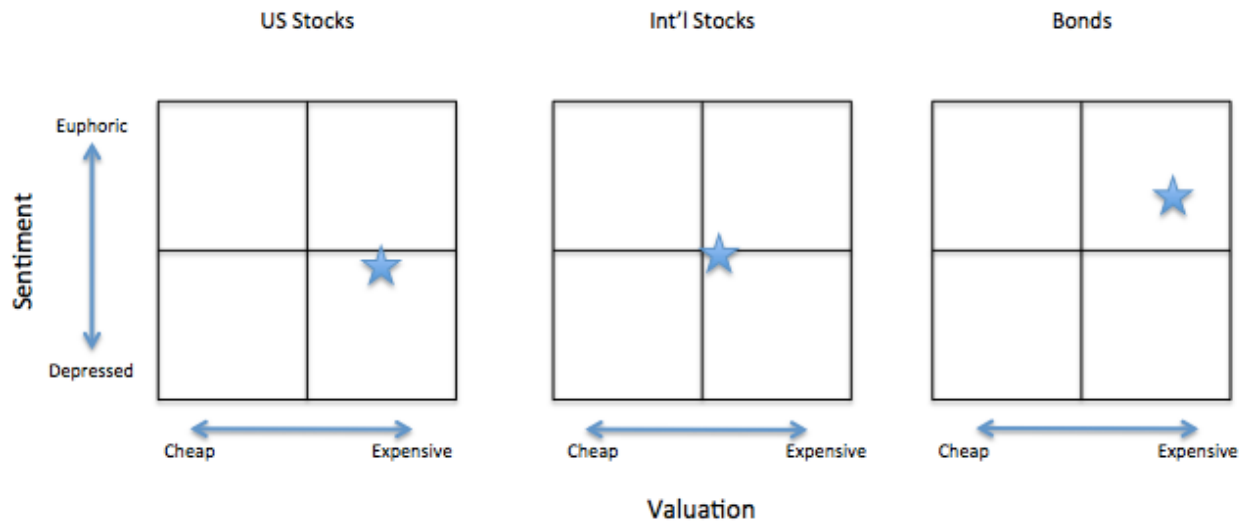 US Stocks
Int'l Stocks
Bonds
Euphoric
Sentiment
Depressed
Cheap
Expensive
Cheap
Expensive
Cheap
Expensive
Valuation